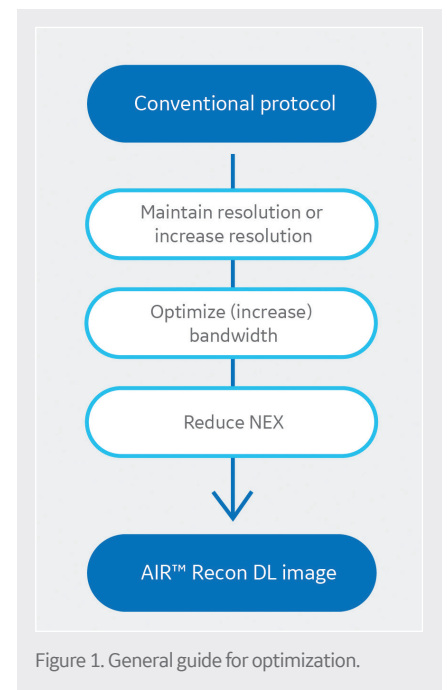 Conventional protocol
Maintain resolution or
increase resolution
Optimize (increase)
bandwidth
Reduce NEX
AIR™ Recon DL image
Figure 1. General guide for optimization.